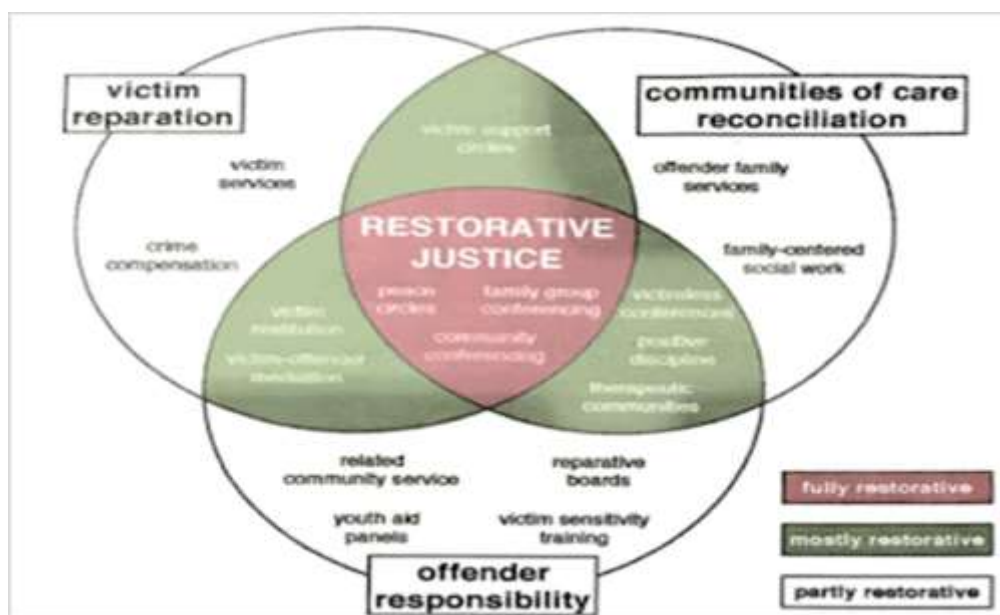 victim
reparation
communities of care
reconciliation
victim support
circles
victim
services
offender family
services
crime
compensation
family-centered
social work
RESTORATIVE
JUSTICE
peace
circles
family group
conferencing
community
conferencing
victim
restitution
victim-offender
mediation
victimless
positive
discipline
therapeutic
communities
related
community service
reparative
boards
youth aid
panels
victim sensitivity
training
offender
responsibility
fully restorative
mostly restorative
partly restorative